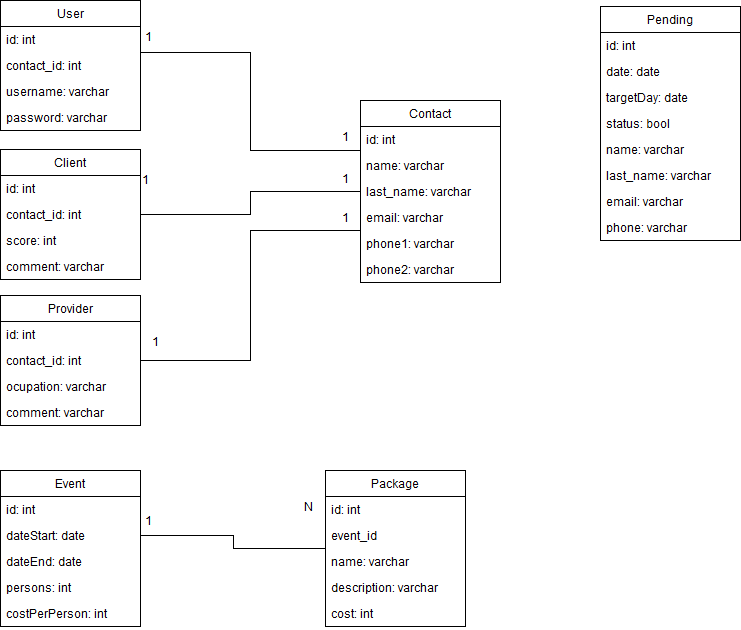 User
id: int
contact_id: int
username: varchar
password: varchar
1
1
Client
id: int
contact_id: int
score: int
comment: varchar
1
1
Provider
id: int
contact_id: int
ocupation: varchar
comment: varchar
1
1
Contact
id: int
name: varchar
last_name: varchar
email: varchar
phone1: varchar
phone2: varchar
Pending
id: int
date: date
targetDay: date
status: bool
name: varchar
last_name: varchar
email: varchar
phone: varchar
Event
id: int
dateStart: date
dateEnd: date
persons: int
costPerPerson: int
1
N
Package
id: int
event_id
name: varchar
description: varchar
cost: int